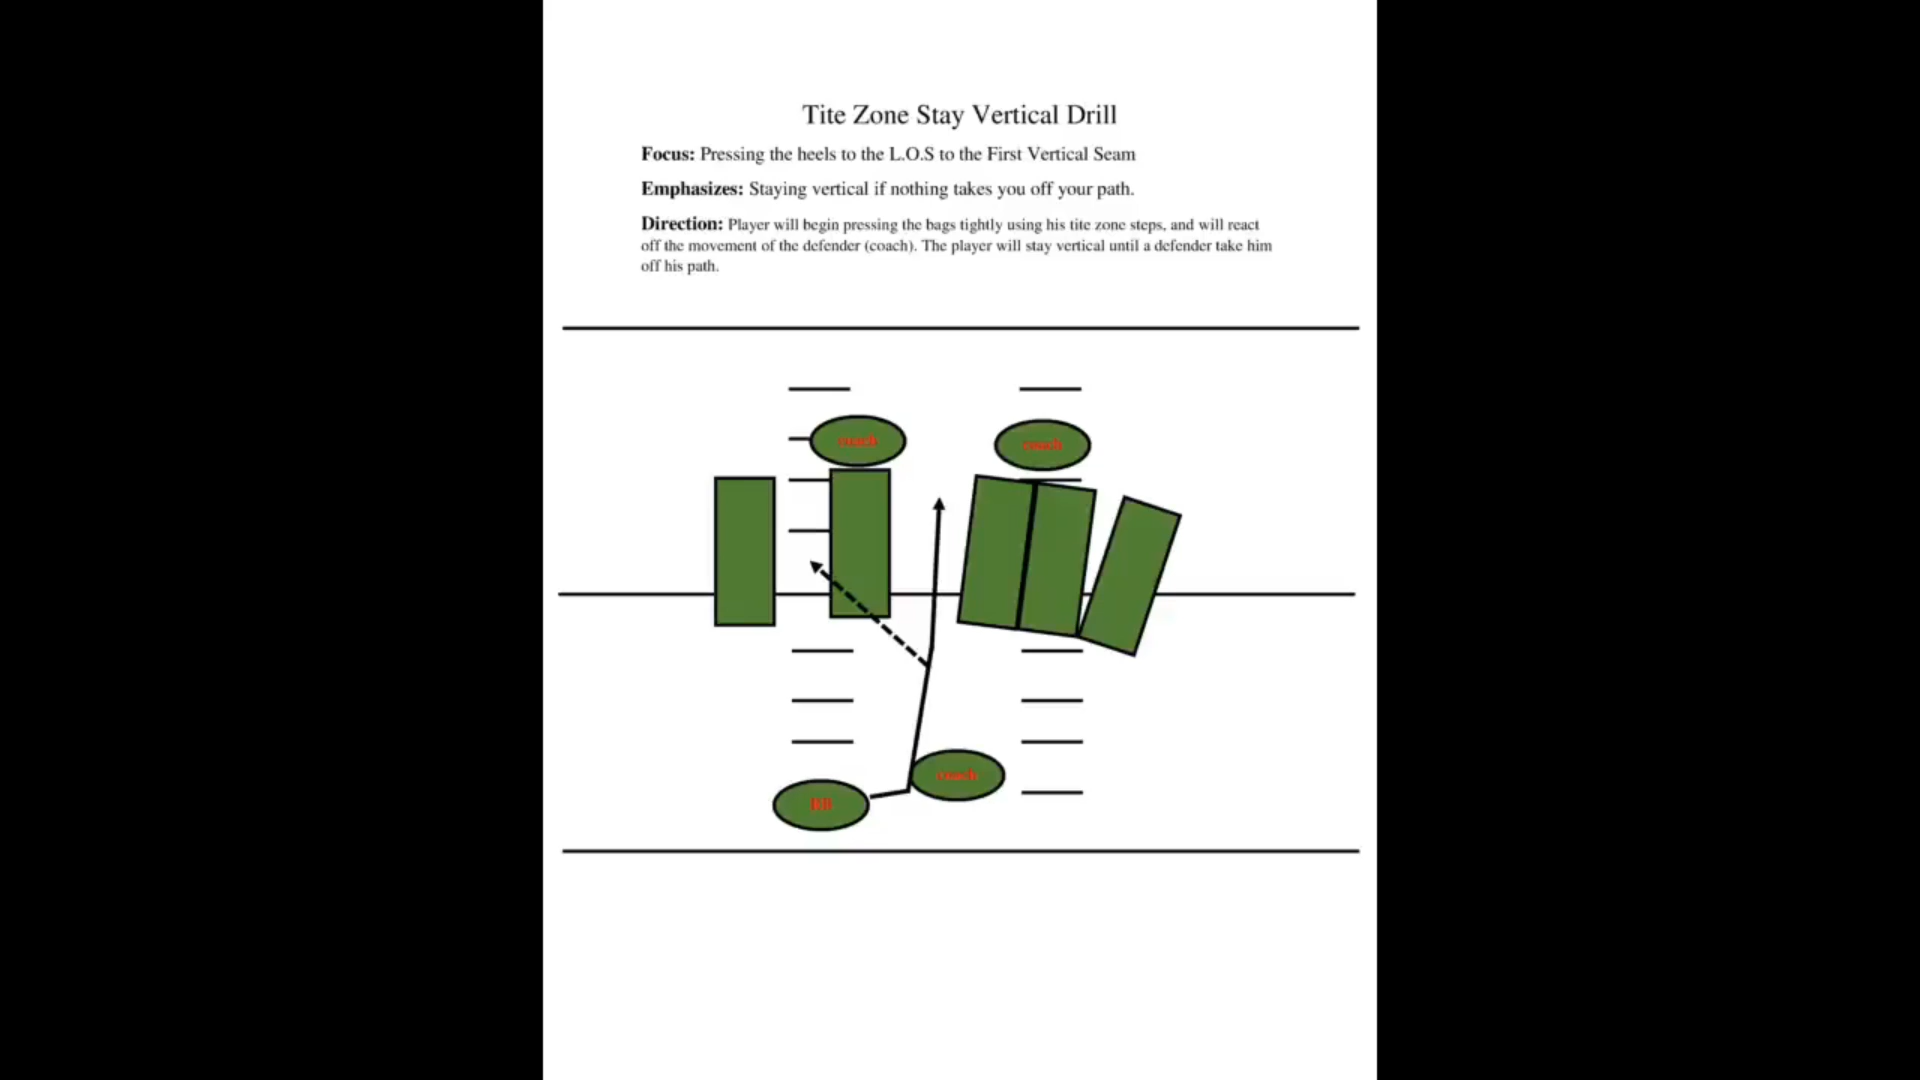 Tite Zone Stay Vertical Drill
Focus: Pressing the heels to the L.O.S to the First Vertical Seam
Emphasizes: Staying vertical if nothing takes you off your path.
Direction: Player will begin pressing the bags tightly using his tite zone steps, and will react
off the movement of the defender (coach). The player will stay vertical until a defender take him
off his path.
coach
coach
coach